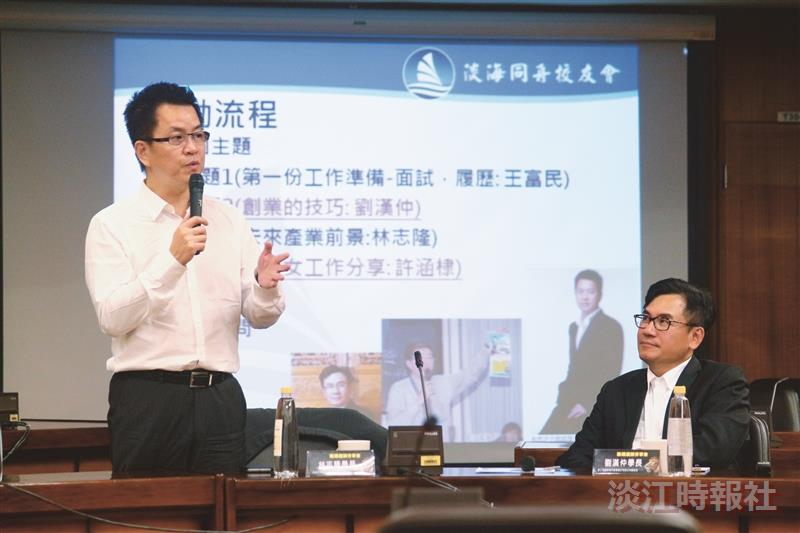 淡海同舟校友會
動流程
主題
題1(第一份工作準備-面試，履歷:王富民)
(創業的技巧:劉漢仲)
未來產業前景:林志隆)
女工作分享:許涵棣)
問
劉漢仲學長
淡江時報社